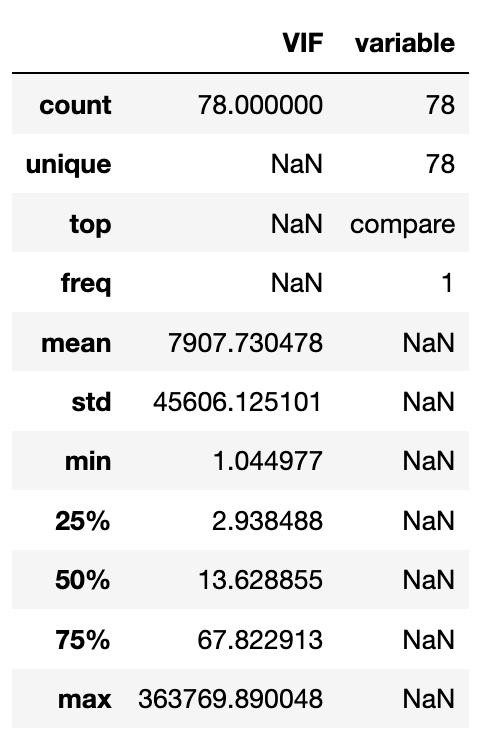 VIF variable
count 78.000000 78
unique NaN 78
top NaN compare
freq NaN 1
mean 7907.730478 NaN
std 45606.125101 NaN
min 1.044977 NaN
25% 2.938488 NaN
50% 13.628855 NaN
75% 67.822913 NaN
max 363769.890048 NaN